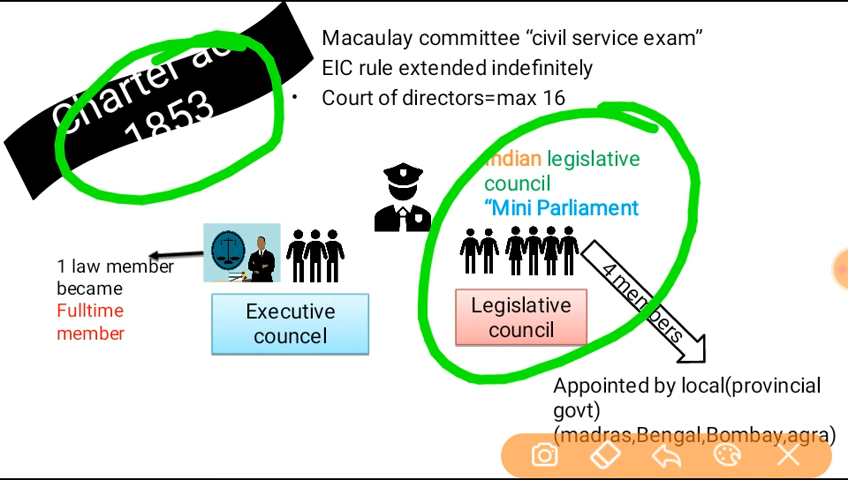 Charter ac
1853
Macaulay committee “civil service exam”
EIC rule extended indefinitely
• Court of directors=max 16
Indian legislative
council
“Mini Parliament
1 law member
became
Fulltime
member
Executive
councel
Legislative
council
4 members
Appointed by local(provincial
govt)
(madras,Bengal,Bombay,agra)